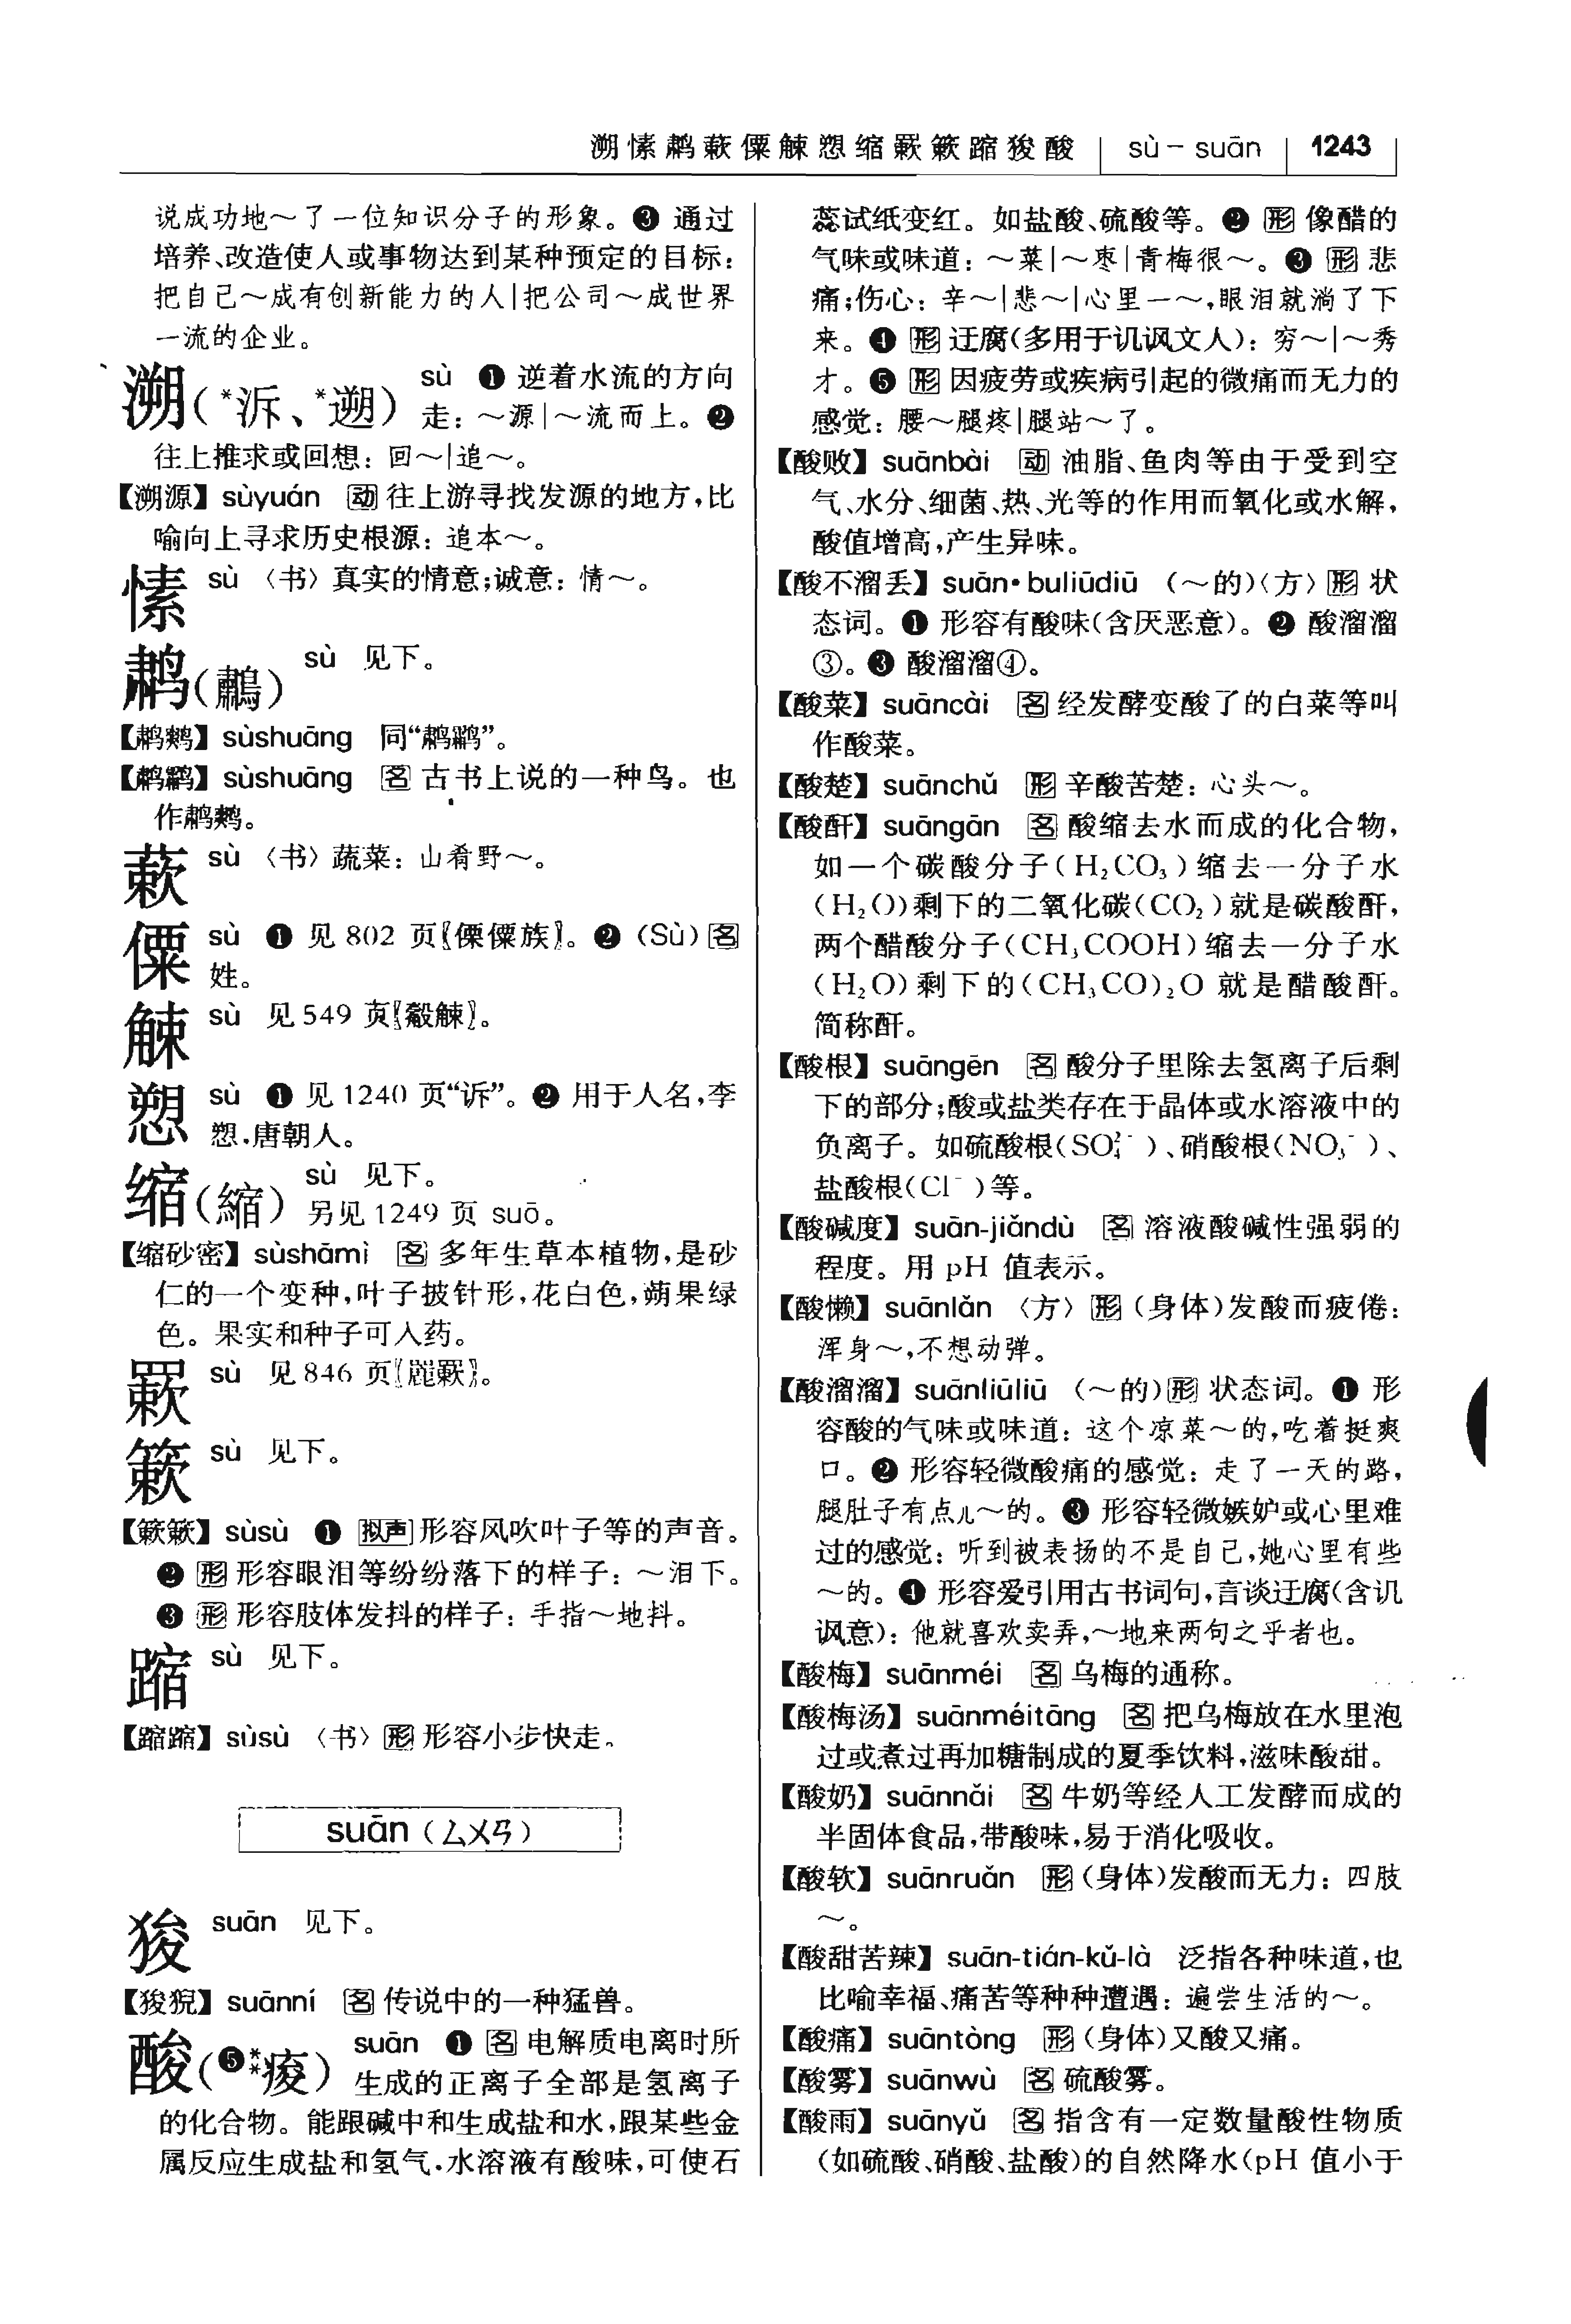 溯愫鹔蔌僳觫愬缩䍛簌蹜狻酸 sù－suān 1243
说成功地～了一位知识分子的形象。❸ 通过
培养、改造使人或事物达到某种预定的目标：
把自己～成有创新能力的人|把公司～成世界
一流的企业。
溯(*泝、*遡) sù ❶ 逆着水流的方向
走：～源|～流而上。❷
往上推求或回想：回～|追～。
【溯源】sùyuán 动 往上游寻找发源的地方，比
喻向上寻求历史根源：追本～。
愫 sù 〈书〉真实的情意；诚意：情～。
鹔(鷫) sù 见下。
【鹔鹴】sùshuāng 同“鹔鹴”。
【鹔鹴】sùshuāng 名 古书上说的一种鸟。也
作鹔鹴。
蔌 sù 〈书〉蔬菜：山肴野～。
僳 sù ❶ 见 802 页〖傈僳族〗。❷ (Sù) 名
姓。
觫 sù 见 549 页〖觳觫〗。
愬 sù ❶ 见 1240 页“诉”。❷ 用于人名，李
愬，唐朝人。
缩(縮) sù 见下。
另见 1249 页 suō。
【缩砂密】sùshāmì 名 多年生草本植物，是砂
仁的一个变种，叶子披针形，花白色，蒴果绿
色。果实和种子可入药。
䍛 sù 见 846 页〖䍡䍛〗。
簌 sù 见下。
【簌簌】sùsù ❶ 拟声 形容风吹叶子等的声音。
❷ 形 形容眼泪等纷纷落下的样子：～泪下。
❸ 形 形容肢体发抖的样子：手指～地抖。
蹜 sù 见下。
【蹜蹜】sùsù 〈书〉形 形容小步快走。
suān (ㄙㄨㄢ)
狻 suān 见下。
【狻猊】suānní 名 传说中的一种猛兽。
酸(❺⁑痠) suān ❶ 名 电解质电离时所
生成的正离子全部是氢离子
的化合物。能跟碱中和生成盐和水，跟某些金
属反应生成盐和氢气，水溶液有酸味，可使石
蕊试纸变红。如盐酸、硫酸等。❷ 形 像醋的
气味或味道：～菜|～枣|青梅很～。❸ 形 悲
痛；伤心：辛～|悲～|心里一～，眼泪就淌了下
来。❹ 形 迂腐(多用于讥讽文人)：穷～|～秀
才。❺ 形 因疲劳或疾病引起的微痛而无力的
感觉：腰～腿疼|腿站～了。
【酸败】suānbài 动 油脂、鱼肉等由于受到空
气、水分、细菌、热、光等的作用而氧化或水解，
酸值增高，产生异味。
【酸不溜丢】suān·buliūdiū (～的)〈方〉形 状
态词。❶ 形容有酸味(含厌恶意)。❷ 酸溜溜
③。❸ 酸溜溜④。
【酸菜】suāncài 名 经发酵变酸了的白菜等叫
作酸菜。
【酸楚】suānchǔ 形 辛酸苦楚：心头～。
【酸酐】suāngān 名 酸缩去水而成的化合物，
如一个碳酸分子(H₂CO₃)缩去一分子水
(H₂O)剩下的二氧化碳(CO₂)就是碳酸酐，
两个醋酸分子(CH₃COOH)缩去一分子水
(H₂O)剩下的(CH₃CO)₂O 就是醋酸酐。
简称酐。
【酸根】suāngēn 名 酸分子里除去氢离子后剩
下的部分；酸或盐类存在于晶体或水溶液中的
负离子。如硫酸根(SO₄²⁻)、硝酸根(NO₃⁻)、
盐酸根(Cl⁻)等。
【酸碱度】suān-jiǎndù 名 溶液酸碱性强弱的
程度。用 pH 值表示。
【酸懒】suānlǎn 〈方〉形 (身体)发酸而疲倦：
浑身～，不想动弹。
【酸溜溜】suānliūliū (～的)形 状态词。❶ 形
容酸的气味或味道：这个凉菜～的，吃着挺爽
口。❷ 形容轻微酸痛的感觉：走了一天的路，
腿肚子有点儿～的。❸ 形容轻微嫉妒或心里难
过的感觉：听到被表扬的不是自己，她心里有些
～的。❹ 形容爱引用古书词句，言谈迂腐(含讥
讽意)：他就喜欢卖弄，～地来两句之乎者也。
【酸梅】suānméi 名 乌梅的通称。
【酸梅汤】suānméitāng 名 把乌梅放在水里泡
过或煮过再加糖制成的夏季饮料，滋味酸甜。
【酸奶】suānnǎi 名 牛奶等经人工发酵而成的
半固体食品，带酸味，易于消化吸收。
【酸软】suānruǎn 形 (身体)发酸而无力：四肢
～。
【酸甜苦辣】suān-tián-kǔ-là 泛指各种味道，也
比喻幸福、痛苦等种种遭遇：遍尝生活的～。
【酸痛】suāntòng 形 (身体)又酸又痛。
【酸雾】suānwù 名 硫酸雾。
【酸雨】suānyǔ 名 指含有一定数量酸性物质
(如硫酸、硝酸、盐酸)的自然降水(pH 值小于